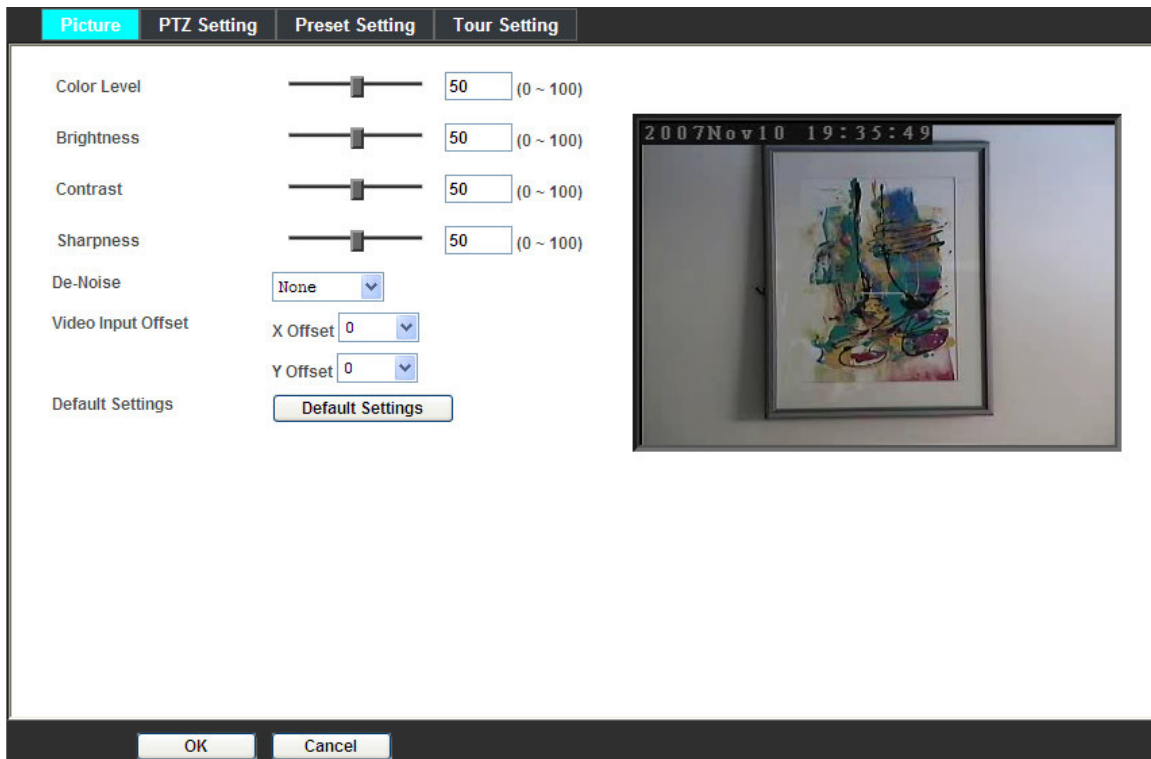 Picture PTZ Setting Preset Setting Tour Setting
Color Level 50 (0 ~ 100)
Brightness 50 (0 ~ 100)
Contrast 50 (0 ~ 100)
Sharpness 50 (0 ~ 100)
De-Noise None
Video Input Offset X Offset 0
Y Offset 0
Default Settings Default Settings
2007Nov10 19:35:49
OK Cancel